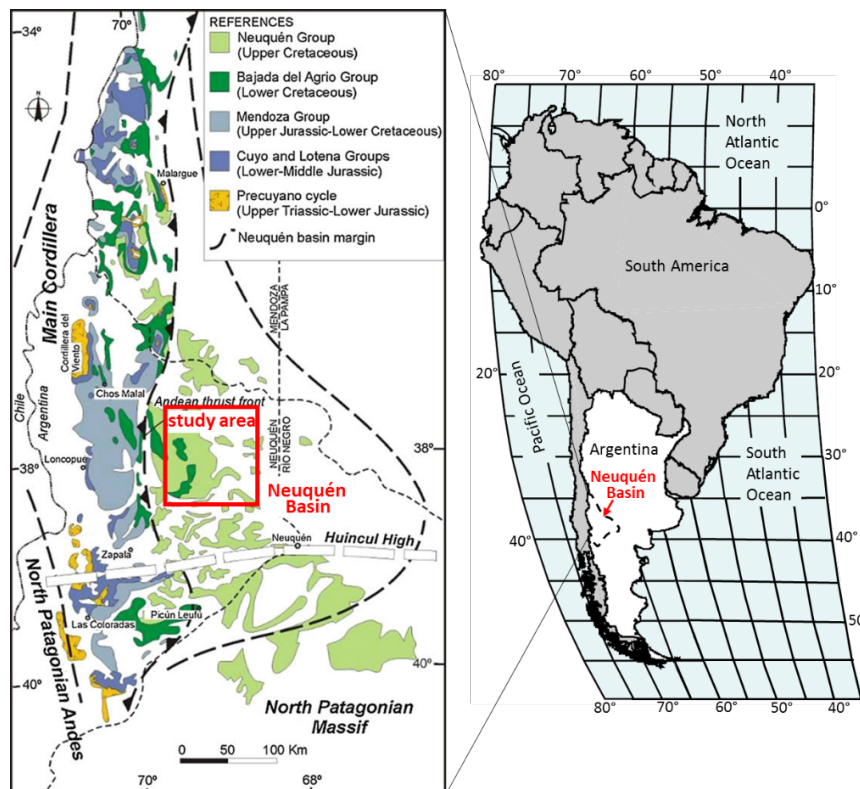 70°
34°
REFERENCES
Neuquén Group
(Upper Cretaceous)
Bajada del Agrio Group
(Lower Cretaceous)
Mendoza Group
(Upper Jurassic-Lower Cretaceous)
Cuyo and Lotena Groups
(Lower-Middle Jurassic)
Precuyano cycle
(Upper Triassic-Lower Jurassic)
Neuquén basin margin
N
Malargue
Main Cordillera
Cordillera del
Viento
MENDOZA
LA PAMPA
Chos Malal
Chile
Argentina
Andean thrust front
study area
NEUQUÉN
RÍO NEGRO
38°
Loncopue
38°
Neuquén
Basin
Neuquén
Huincul High
Zapala
Picún Leufú
Las Coloradas
North Patagonian Andes
40°
40°
North Patagonian
Massif
0 50 100 Km
70°
68°
80° 70° 67° 60° 50° 40°
North
Atlantic
Ocean
0°
South America
10°
20°
20°
Pacific Ocean
Argentina
South
Atlantic
Ocean
30°
Neuquén
Basin
40°
40°
50°
80° 70° 60° 50° 40°